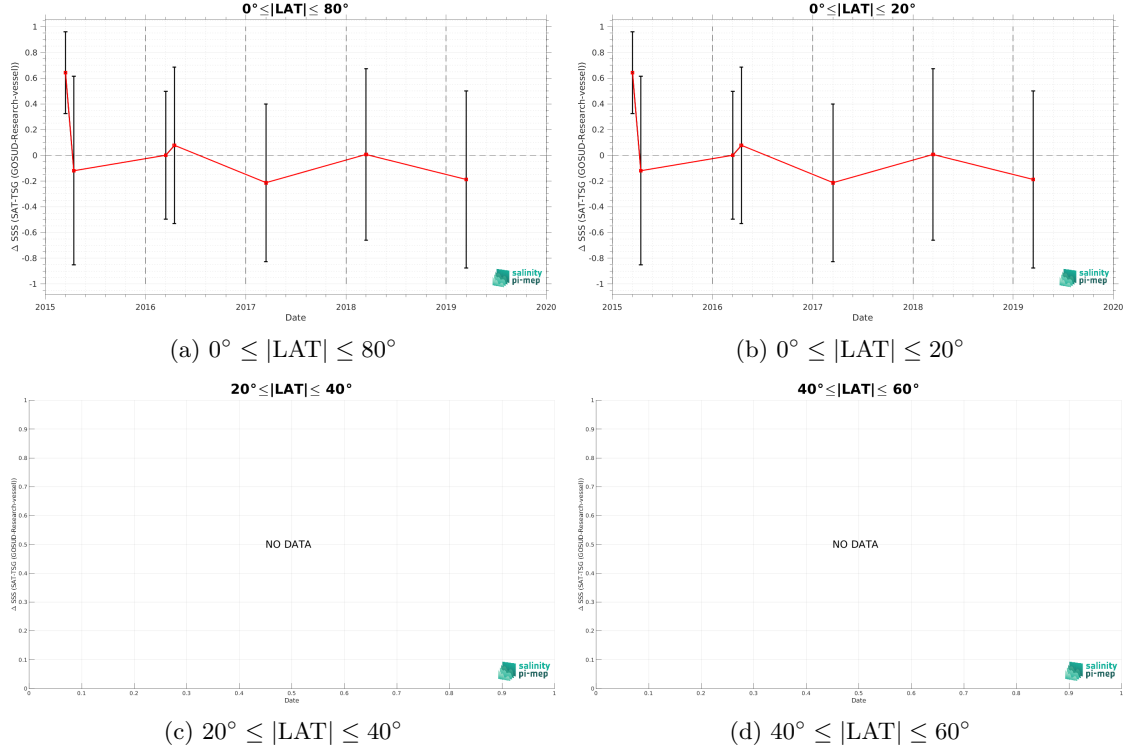 0°≤|LAT|≤ 80°
Δ SSS (SAT-TSG (GOSUD-Research-vessel))
1
0.8
0.6
0.4
0.2
0
-0.2
-0.4
-0.6
-0.8
-1
salinity
pi-mep
2015 2016 2017 2018 2019 2020
Date
(a) 0° ≤ |LAT| ≤ 80°
0°≤|LAT|≤ 20°
Δ SSS (SAT-TSG (GOSUD-Research-vessel))
1
0.8
0.6
0.4
0.2
0
-0.2
-0.4
-0.6
-0.8
-1
salinity
pi-mep
2015 2016 2017 2018 2019 2020
Date
(b) 0° ≤ |LAT| ≤ 20°
20°≤|LAT|≤ 40°
Δ SSS (SAT-TSG (GOSUD-Research-vessel))
1
0.9
0.8
0.7
0.6
0.5
0.4
0.3
0.2
0.1
0
NO DATA
salinity
pi-mep
0 0.1 0.2 0.3 0.4 0.5 0.6 0.7 0.8 0.9 1
Date
(c) 20° ≤ |LAT| ≤ 40°
40°≤|LAT|≤ 60°
Δ SSS (SAT-TSG (GOSUD-Research-vessel))
1
0.9
0.8
0.7
0.6
0.5
0.4
0.3
0.2
0.1
0
NO DATA
salinity
pi-mep
0 0.1 0.2 0.3 0.4 0.5 0.6 0.7 0.8 0.9 1
Date
(d) 40° ≤ |LAT| ≤ 60°